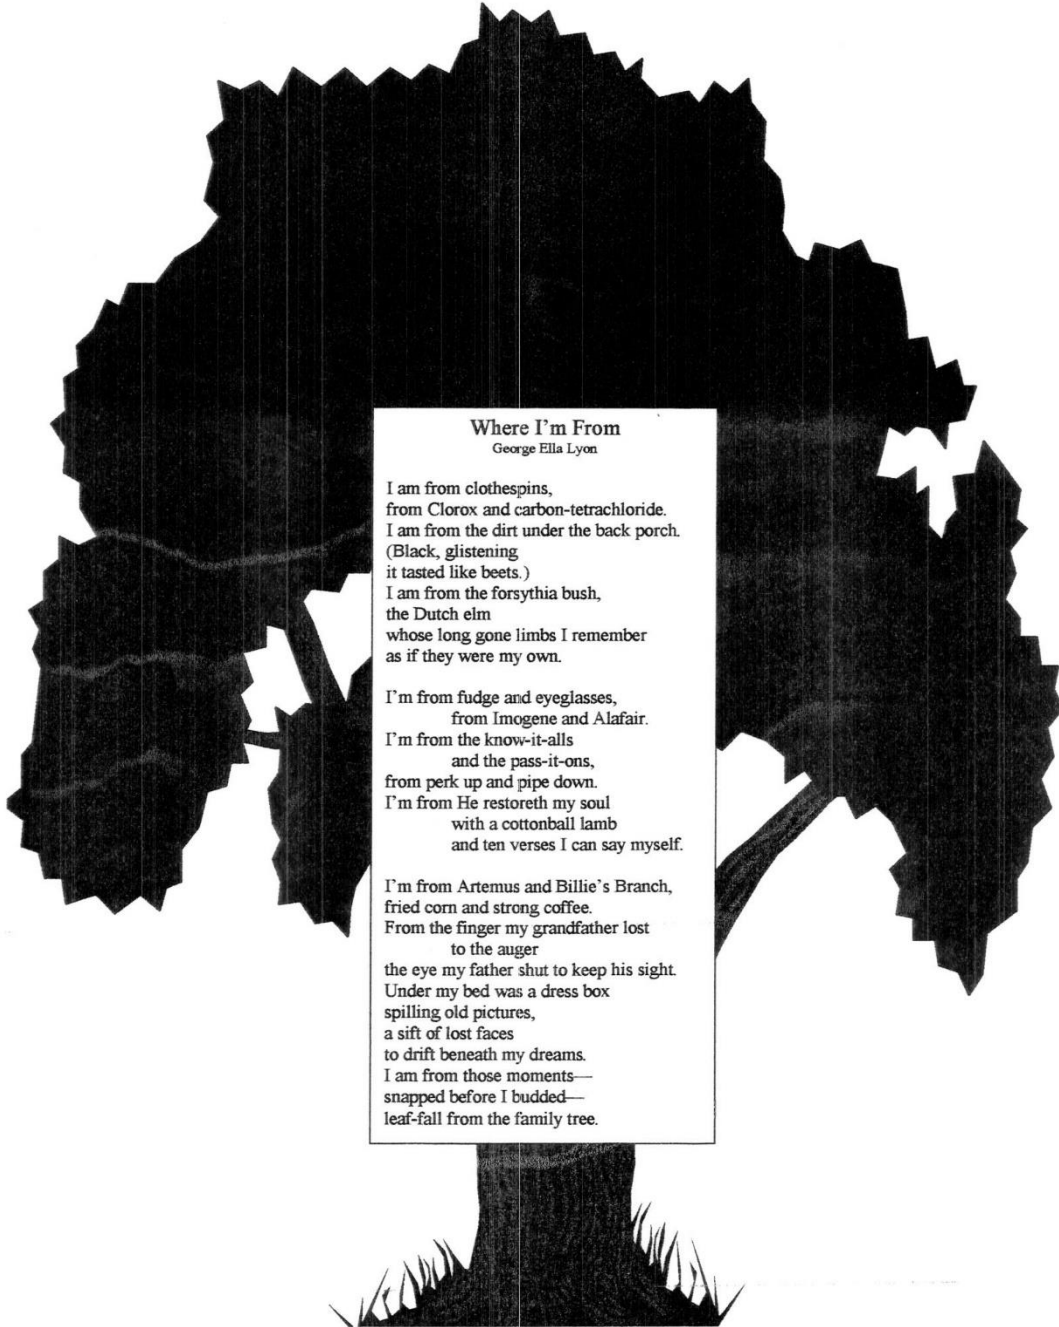 Where I'm From
George Ella Lyon
I am from clothespins,
from Clorox and carbon-tetrachloride.
I am from the dirt under the back porch.
(Black, glistening
it tasted like beets.)
I am from the forsythia bush,
the Dutch elm
whose long gone limbs I remember
as if they were my own.
I'm from fudge and eyeglasses,
from Imogene and Alafair.
I'm from the know-it-alls
and the pass-it-ons,
from perk up and pipe down.
I'm from He restoreth my soul
with a cottonball lamb
and ten verses I can say myself.
I'm from Artemus and Billie's Branch,
fried corn and strong coffee.
From the finger my grandfather lost
to the auger
the eye my father shut to keep his sight.
Under my bed was a dress box
spilling old pictures,
a sift of lost faces
to drift beneath my dreams.
I am from those moments—
snapped before I budded—
leaf-fall from the family tree.